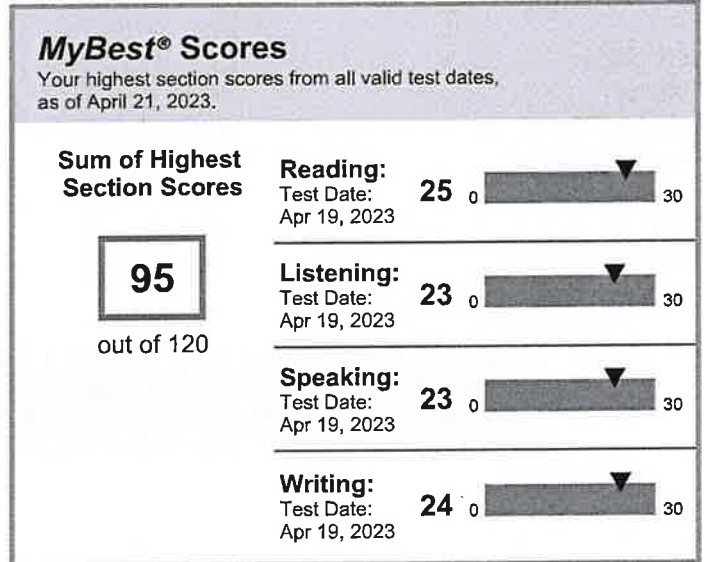 MyBest® Scores
Your highest section scores from all valid test dates,
as of April 21, 2023.
Sum of Highest
Section Scores
95
out of 120
Reading:
Test Date:
Apr 19, 2023
25
0
30
Listening:
Test Date:
Apr 19, 2023
23
0
30
Speaking:
Test Date:
Apr 19, 2023
23
0
30
Writing:
Test Date:
Apr 19, 2023
24
0
30